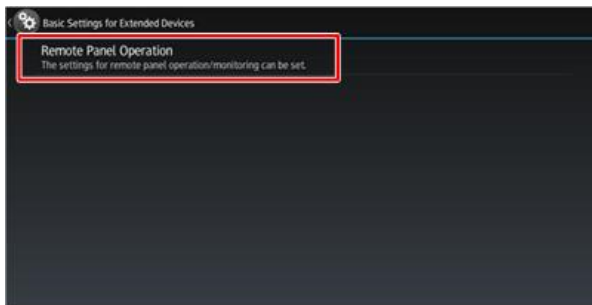 Basic Settings for Extended Devices
Remote Panel Operation
The settings for remote panel operation/monitoring can be set.